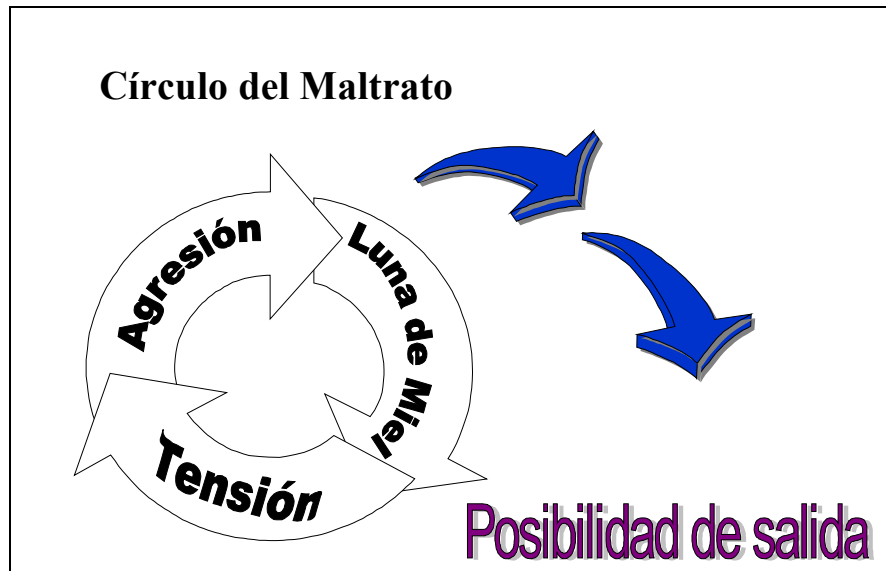 Círculo del Maltrato
Agresión
Luna de Miel
Tensión
Posibilidad de salida